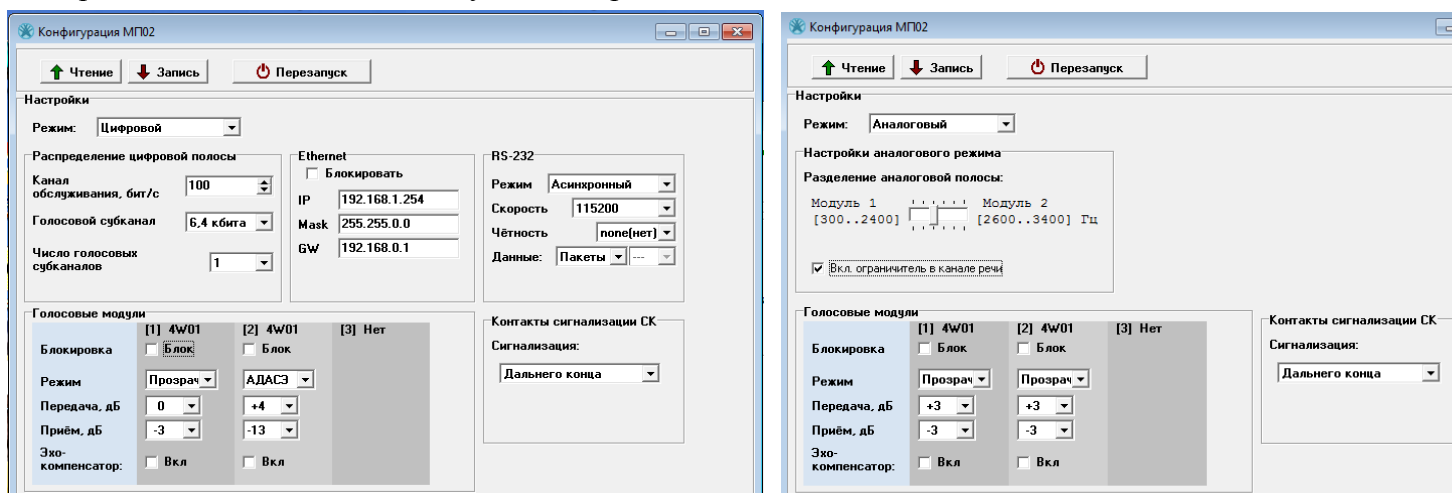 Конфигурация МП02
Чтение Запись Перезапуск
Настройки
Режим: Цифровой
Распределение цифровой полосы
Канал
обслуживания, бит/с 100
Голосовой субканал 6,4 кбита
Число голосовых
субканалов 1
Ethernet
Блокировать
IP 192.168.1.254
Mask 255.255.0.0
GW 192.168.0.1
RS-232
Режим Асинхронный
Скорость 115200
Чётность none(нет)
Данные: Пакеты ---
Голосовые модули
[1] 4W01 [2] 4W01 [3] Нет
Блокировка Блок Блок
Режим Прозрач АДАСЭ
Передача, дБ 0 +4
Приём, дБ -3 -13
Эхо-
компенсатор: Вкл Вкл
Контакты сигнализации СК
Сигнализация:
Дальнего конца
Конфигурация МП02
Чтение Запись Перезапуск
Настройки
Режим: Аналоговый
Настройки аналогового режима
Разделение аналоговой полосы:
Модуль 1 Модуль 2
[300..2400] [2600..3400] Гц
Вкл. ограничитель в канале речи
Голосовые модули
[1] 4W01 [2] 4W01 [3] Нет
Блокировка Блок Блок
Режим Прозрач Прозрач
Передача, дБ +3 +3
Приём, дБ -3 -3
Эхо-
компенсатор: Вкл Вкл
Контакты сигнализации СК
Сигнализация:
Дальнего конца